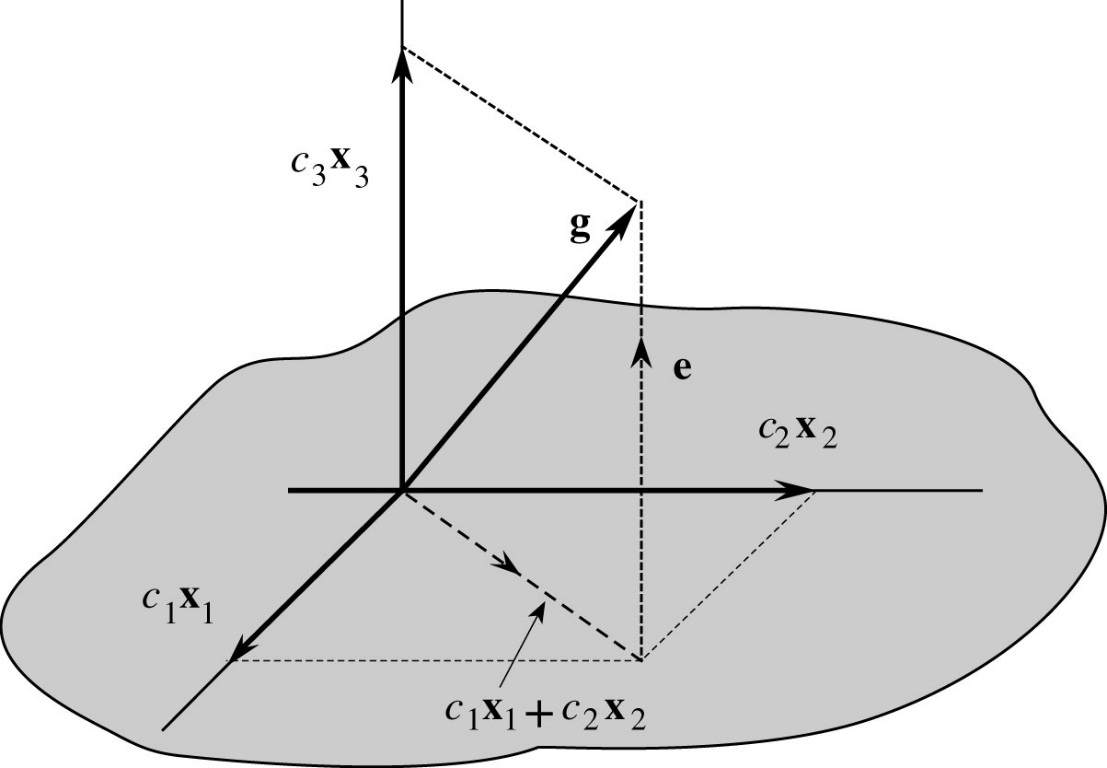 c₃x₃
g
e
c₂x₂
c₁x₁
c₁x₁ + c₂x₂